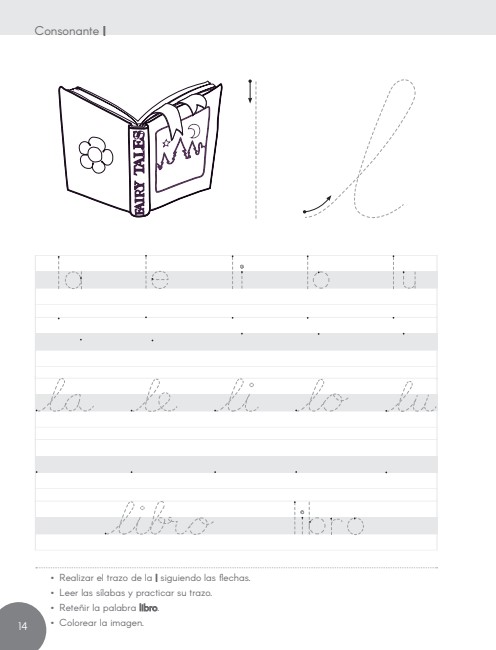 Consonante l
FAIRY TALES
l l
la le li lo lu
la le li lo lu
libro libro
• Realizar el trazo de la l siguiendo las flechas.
• Leer las sílabas y practicar su trazo.
• Reteñir la palabra libro.
• Colorear la imagen.
14